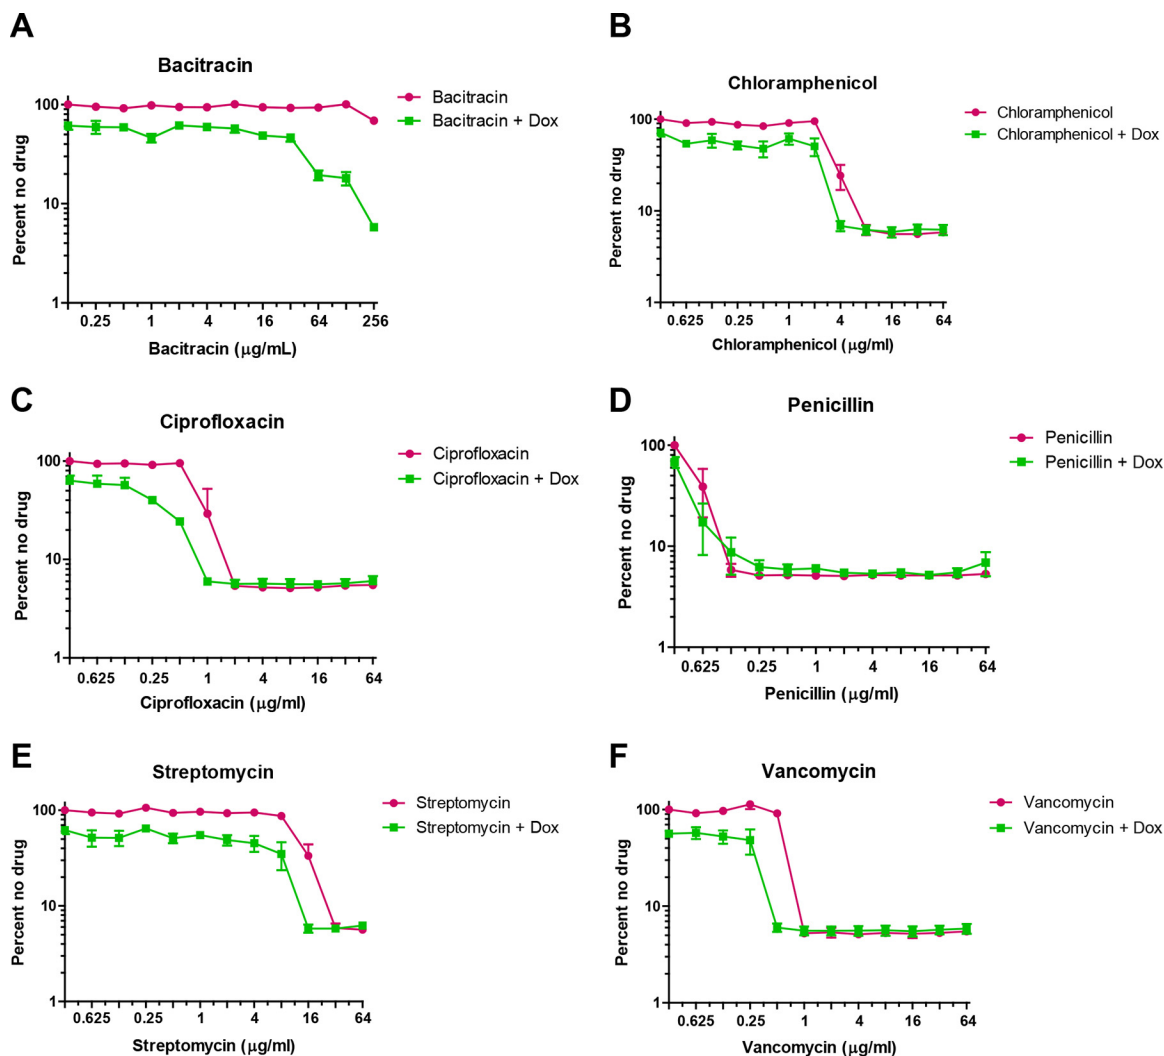 A
Bacitracin
Bacitracin
Bacitracin + Dox
Percent no drug
100
10
1
0.25 1 4 16 64 256
Bacitracin (μg/mL)
B
Chloramphenicol
Chloramphenicol
Chloramphenicol + Dox
Percent no drug
100
10
1
0.625 0.25 1 4 16 64
Chloramphenicol (μg/ml)
C
Ciprofloxacin
Ciprofloxacin
Ciprofloxacin + Dox
Percent no drug
100
10
1
0.625 0.25 1 4 16 64
Ciprofloxacin (μg/ml)
D
Penicillin
Penicillin
Penicillin + Dox
Percent no drug
100
10
1
0.625 0.25 1 4 16 64
Penicillin (μg/ml)
E
Streptomycin
Streptomycin
Streptomycin + Dox
Percent no drug
100
10
1
0.625 0.25 1 4 16 64
Streptomycin (μg/ml)
F
Vancomycin
Vancomycin
Vancomycin + Dox
Percent no drug
100
10
1
0.625 0.25 1 4 16 64
Vancomycin (μg/ml)